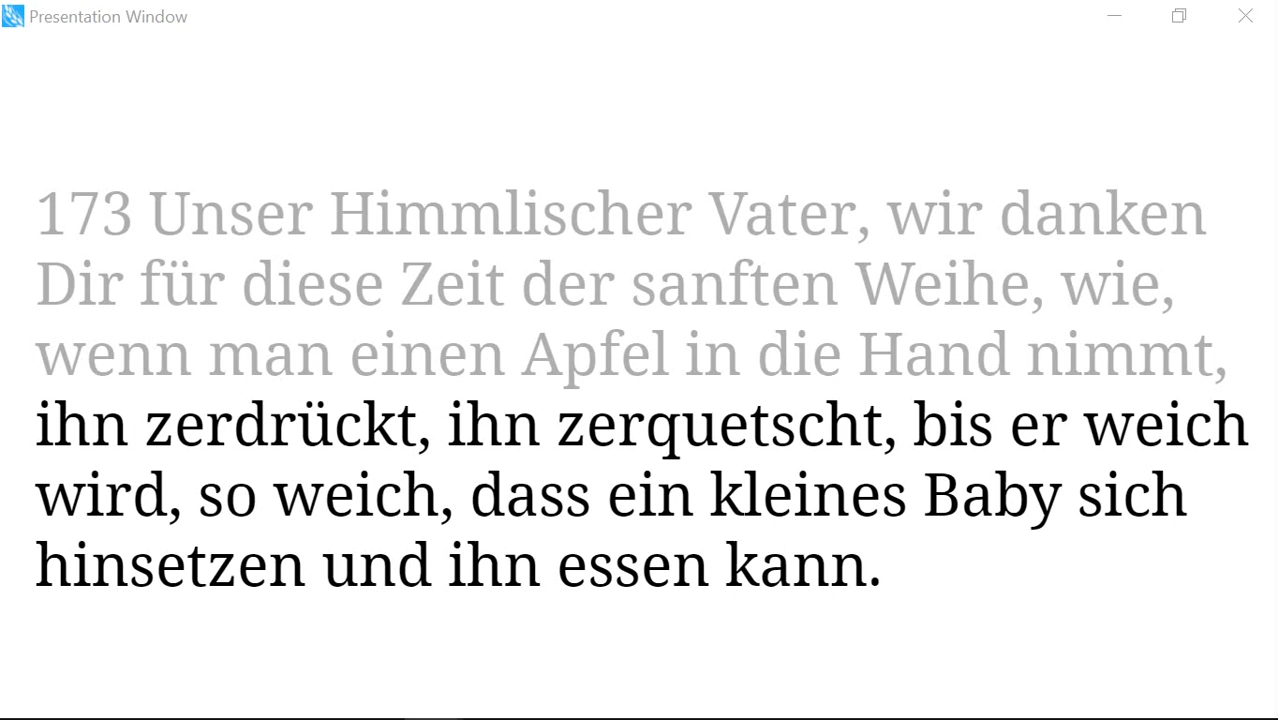 Presentation Window
173 Unser Himmlischer Vater, wir danken
Dir für diese Zeit der sanften Weihe, wie,
wenn man einen Apfel in die Hand nimmt,
ihn zerdrückt, ihn zerquetscht, bis er weich
wird, so weich, dass ein kleines Baby sich
hinsetzen und ihn essen kann.